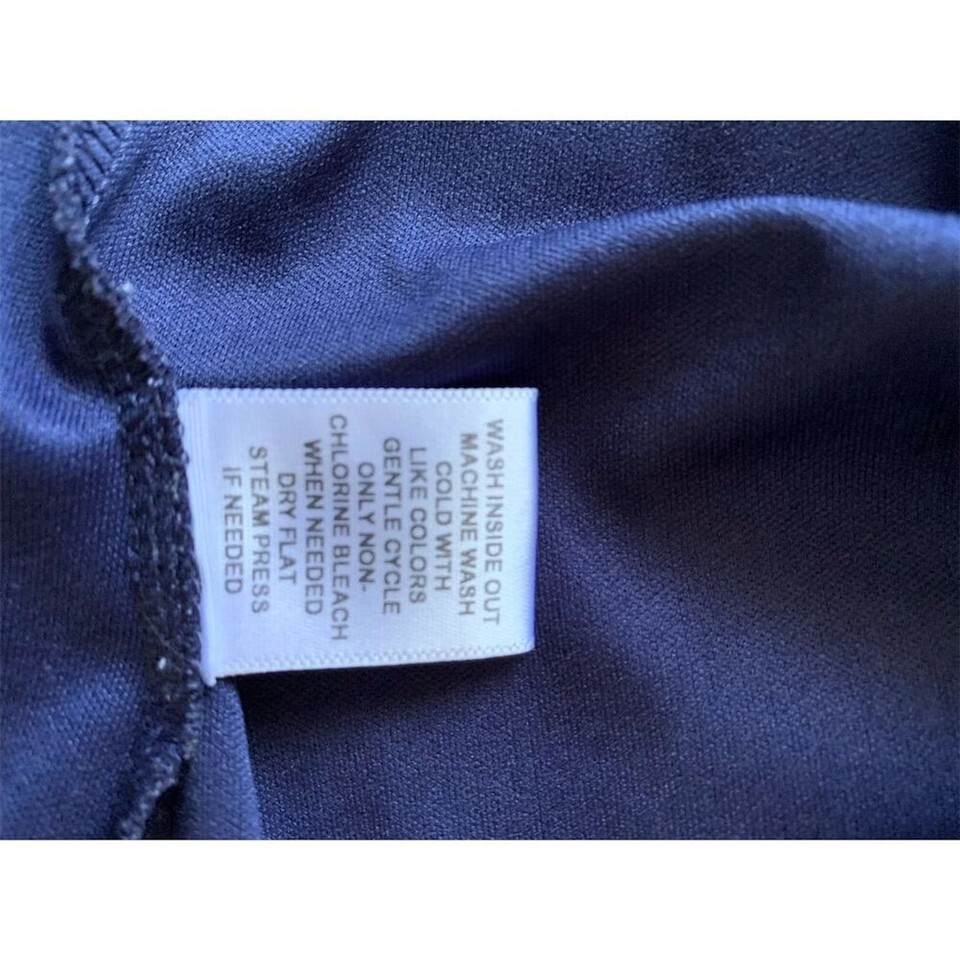 WASH INSIDE OUT
MACHINE WASH
COLD WITH
LIKE COLORS
GENTLE CYCLE
ONLY NON-
CHLORINE BLEACH
WHEN NEEDED
DRY FLAT
STEAM PRESS
IF NEEDED